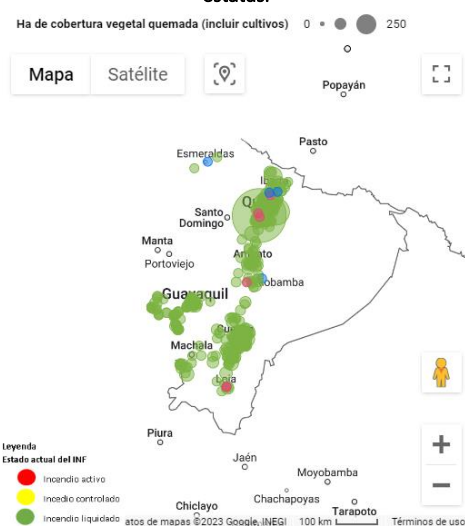 estatus.
Ha de cobertura vegetal quemada (incluir cultivos) 0 250
Mapa Satélite
Popayán
Pasto
Esmeraldas
Santo
Domingo
Manta
Portoviejo
Guayaquil
Machala
Loja
Piura
Jaén
Moyobamba
Chachapoyas
Chiclayo
Tarapoto
Leyenda
Estado actual del INF
Incendio activo
Incedio controlado
Incendio liquidado
atos de mapas ©2023 Google, INEGI 100 km Términos de us